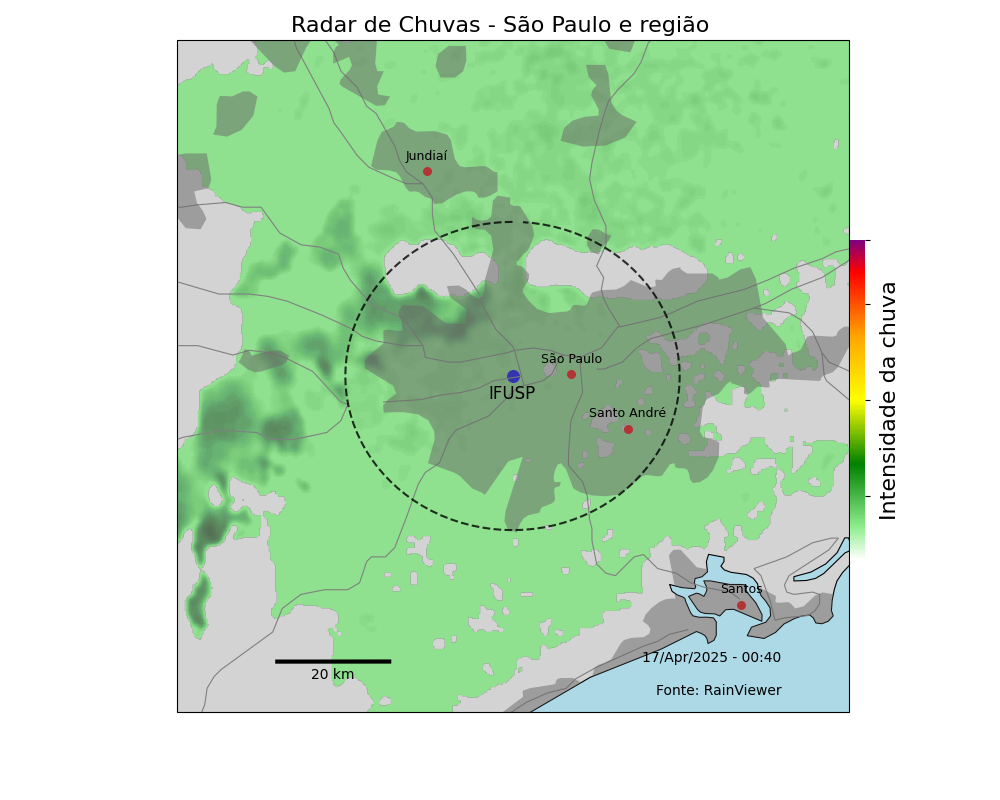 Radar de Chuvas - São Paulo e região
Jundiaí
São Paulo
IFUSP
Santo André
Santos
17/Apr/2025 - 00:40
20 km
Fonte: RainViewer
Intensidade da chuva